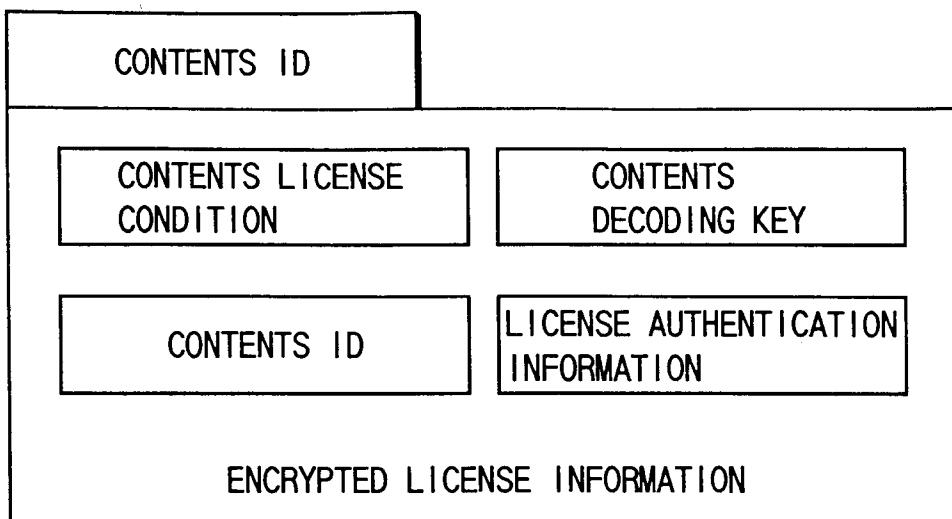 CONTENTS ID
CONTENTS LICENSE
CONDITION
CONTENTS
DECODING KEY
CONTENTS ID
LICENSE AUTHENTICATION
INFORMATION
ENCRYPTED LICENSE INFORMATION